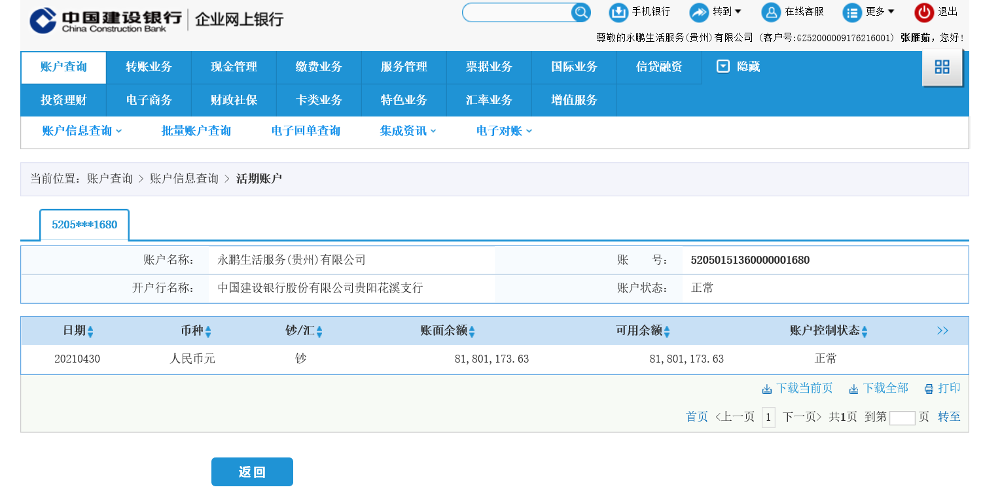 中国建设银行 企业网上银行 手机银行 转到 在线客服 更多 退出
China Construction Bank
尊敬的永鹏生活服务(贵州)有限公司 (客户号:GZ52000009176216001) 张雁茹，您好!
账户查询 转账业务 现金管理 缴费业务 服务管理 票据业务 国际业务 信贷融资 隐藏
投资理财 电子商务 财政社保 卡类业务 特色业务 汇率业务 增值服务
账户信息查询 批量账户查询 电子回单查询 集成资讯 电子对账
当前位置: 账户查询 > 账户信息查询 > 活期账户
5205***1680
账户名称: 永鹏生活服务(贵州)有限公司 账 号: 52050151360000001680
开户行名称: 中国建设银行股份有限公司贵阳花溪支行 账户状态: 正常
日期 币种 钞/汇 账面余额 可用余额 账户控制状态 >>
20210430 人民币元 钞 81,801,173.63 81,801,173.63 正常
下载当前页 下载全部 打印
首页 <上一页 1 下一页> 共1页 到第 页 转至
返回